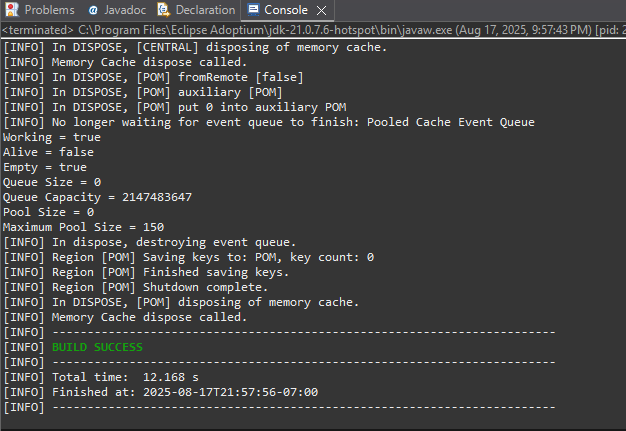 Problems Javadoc Declaration Console
<terminated> C:\Program Files\Eclipse Adoptium\jdk-21.0.7.6-hotspot\bin\javaw.exe (Aug 17, 2025, 9:57:43 PM) [pid: 2
[INFO] In DISPOSE, [CENTRAL] disposing of memory cache.
[INFO] Memory Cache dispose called.
[INFO] In DISPOSE, [POM] fromRemote [false]
[INFO] In DISPOSE, [POM] auxiliary [POM]
[INFO] In DISPOSE, [POM] put 0 into auxiliary POM
[INFO] No longer waiting for event queue to finish: Pooled Cache Event Queue
Working = true
Alive = false
Empty = true
Queue Size = 0
Queue Capacity = 2147483647
Pool Size = 0
Maximum Pool Size = 150
[INFO] In dispose, destroying event queue.
[INFO] Region [POM] Saving keys to: POM, key count: 0
[INFO] Region [POM] Finished saving keys.
[INFO] Region [POM] Shutdown complete.
[INFO] In DISPOSE, [POM] disposing of memory cache.
[INFO] Memory Cache dispose called.
[INFO] ------------------------------------------------------------------------
[INFO] BUILD SUCCESS
[INFO] ------------------------------------------------------------------------
[INFO] Total time:  12.168 s
[INFO] Finished at: 2025-08-17T21:57:56-07:00
[INFO] ------------------------------------------------------------------------